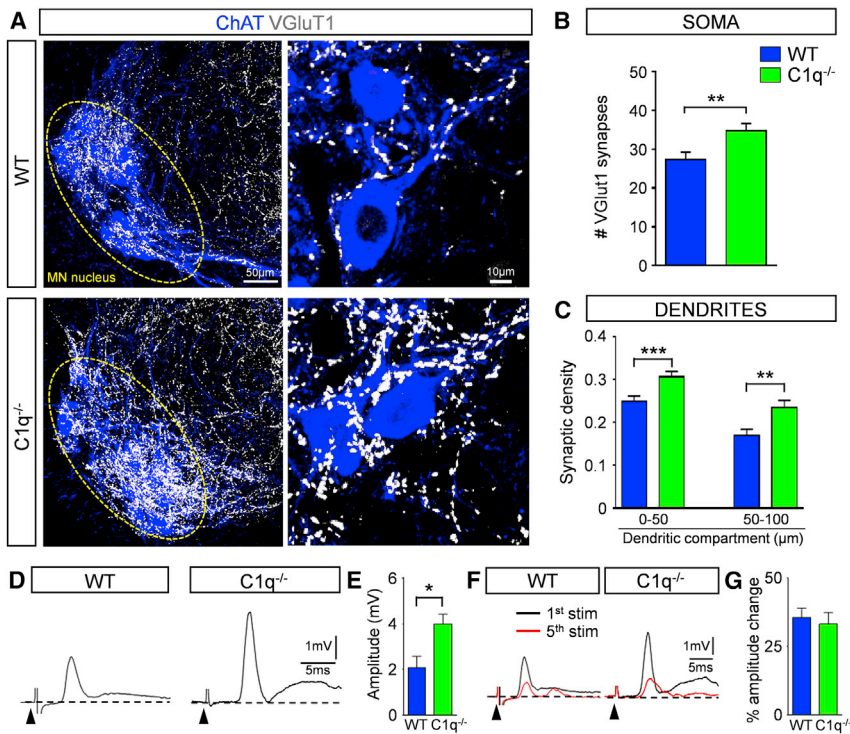 A
ChAT VGluT1
WT
MN nucleus
50µm
10µm
C1q-/-
B
SOMA
WT
C1q-/-
# VGlut1 synapses
50
40
30
20
10
0
**
C
DENDRITES
Synaptic density
0.4
0.3
0.2
0.1
0
***
**
0-50
50-100
Dendritic compartment (µm)
D
WT
C1q-/-
1mV
5ms
E
Amplitude (mV)
6
4
2
0
*
WT C1q-/-
F
WT
C1q-/-
1st stim
5th stim
1mV
5ms
G
% amplitude change
50
25
0
WT C1q-/-